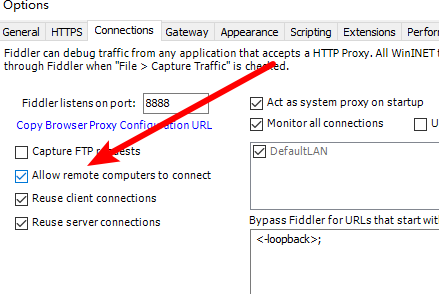 Options
General HTTPS Connections Gateway Appearance Scripting Extensions
Fiddler can debug traffic from any application that accepts a HTTP Proxy. All WinINET
through Fiddler when "File > Capture Traffic" is checked.
Fiddler listens on port: 8888
Copy Browser Proxy Configuration URL
Capture FTP requests
Allow remote computers to connect
Reuse client connections
Reuse server connections
Act as system proxy on startup
Monitor all connections
DefaultLAN
Bypass Fiddler for URLs that start
<-loopback>;